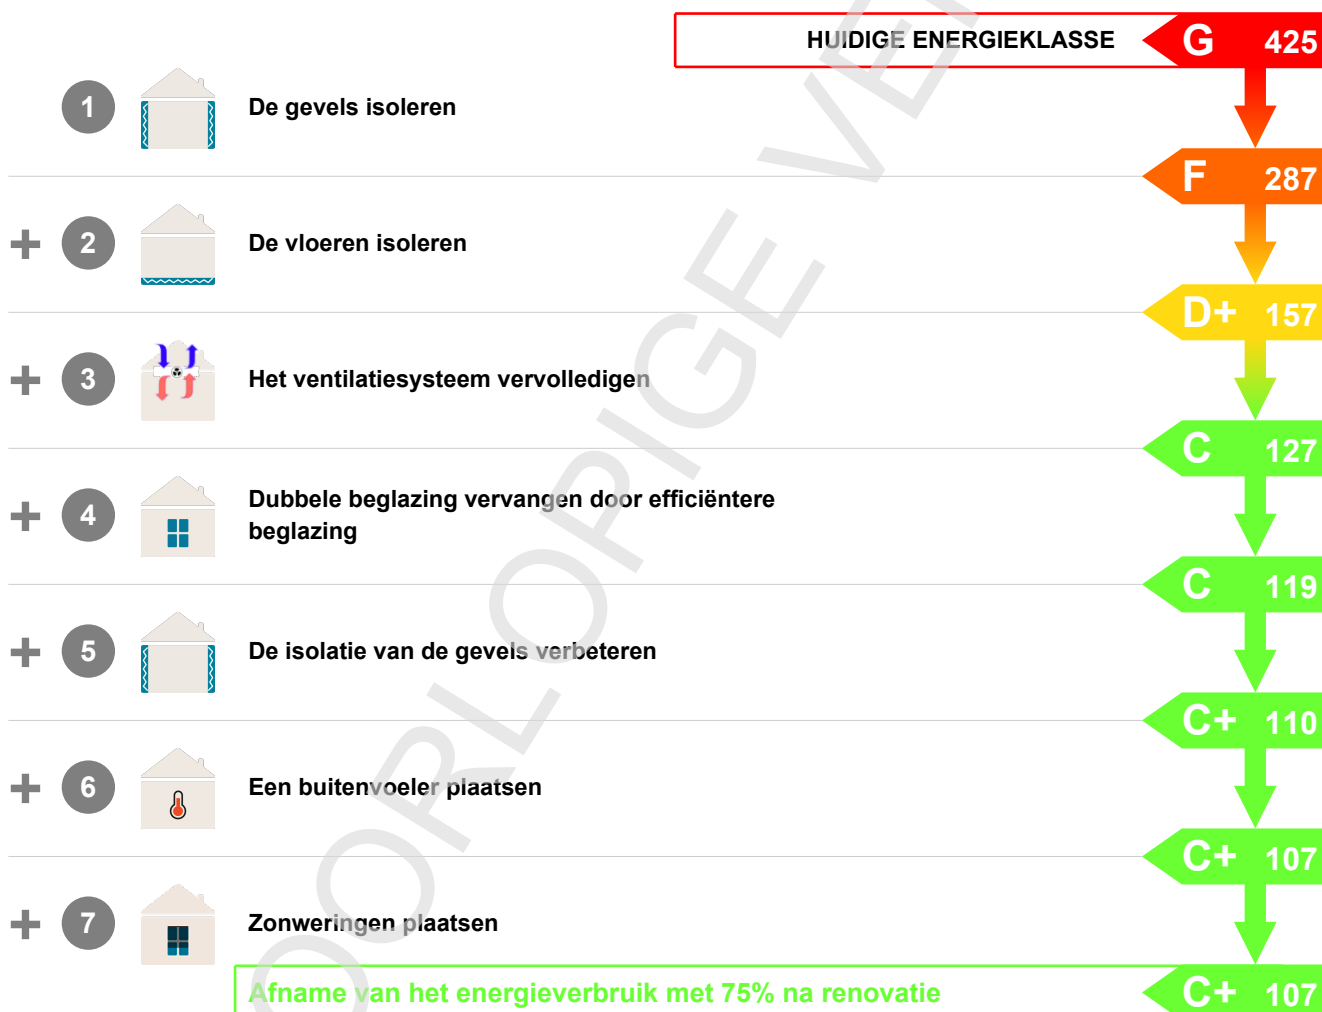 HUIDIGE ENERGIEKLASSE G 425
1 De gevels isoleren
F 287
+ 2 De vloeren isoleren
D+ 157
+ 3 Het ventilatiesysteem vervolledigen
C 127
+ 4 Dubbele beglazing vervangen door efficiëntere
beglazing
C 119
+ 5 De isolatie van de gevels verbeteren
C+ 110
+ 6 Een buitenvoeler plaatsen
C+ 107
+ 7 Zonweringen plaatsen
Afname van het energieverbruik met 75% na renovatie C+ 107